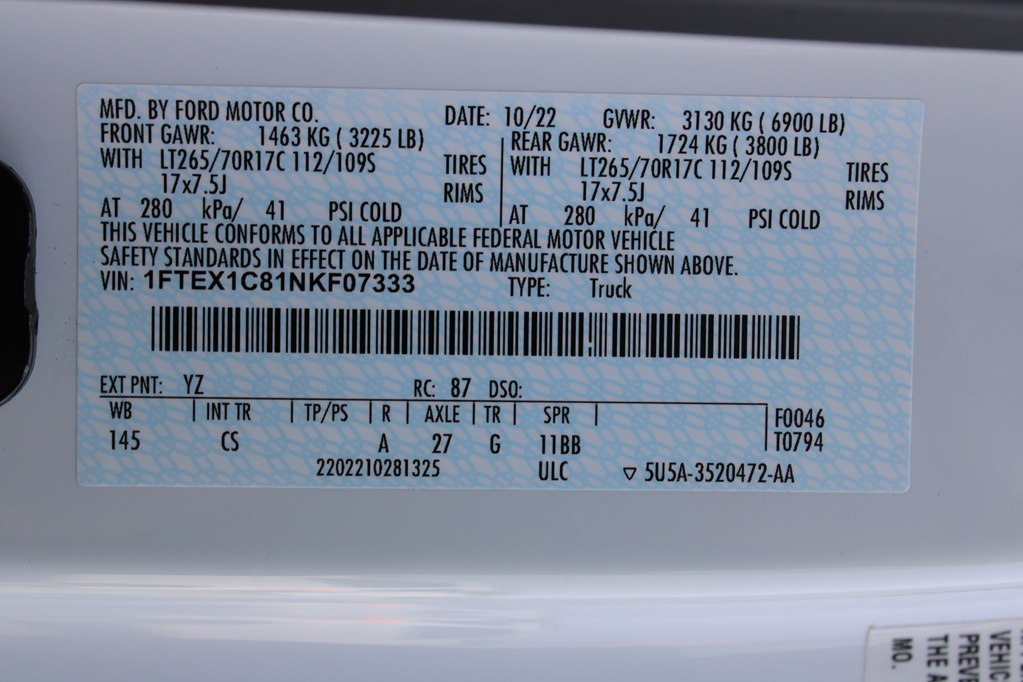 MFD. BY FORD MOTOR CO. DATE: 10/22 GVWR: 3130 KG ( 6900 LB)
FRONT GAWR: 1463 KG ( 3225 LB) REAR GAWR: 1724 KG ( 3800 LB)
WITH LT265/70R17C 112/109S TIRES WITH LT265/70R17C 112/109S TIRES
17x7.5J RIMS 17x7.5J RIMS
AT 280 kPa/ 41 PSI COLD AT 280 kPa/ 41 PSI COLD
THIS VEHICLE CONFORMS TO ALL APPLICABLE FEDERAL MOTOR VEHICLE
SAFETY STANDARDS IN EFFECT ON THE DATE OF MANUFACTURE SHOWN ABOVE.
VIN: 1FTEX1C81NKF07333 TYPE: Truck
EXT PNT: YZ RC: 87 DSO:
WB INT TR TP/PS R AXLE TR SPR F0046
145 CS A 27 G 11BB T0794
2202210281325 ULC ▽ 5U5A-3520472-AA
VEHIC
PREVE
THE A
MO.